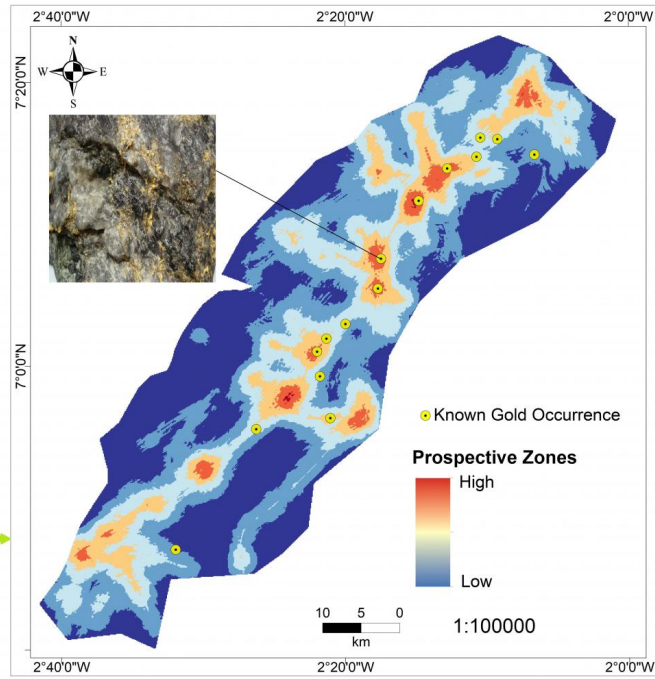 2°40'0"W 2°20'0"W 2°0'0"W
N
W E
S
7°20'0"N
7°0'0"N
Known Gold Occurrence
Prospective Zones
High
Low
10 5 0
km
1:100000
2°40'0"W 2°20'0"W 2°0'0"W